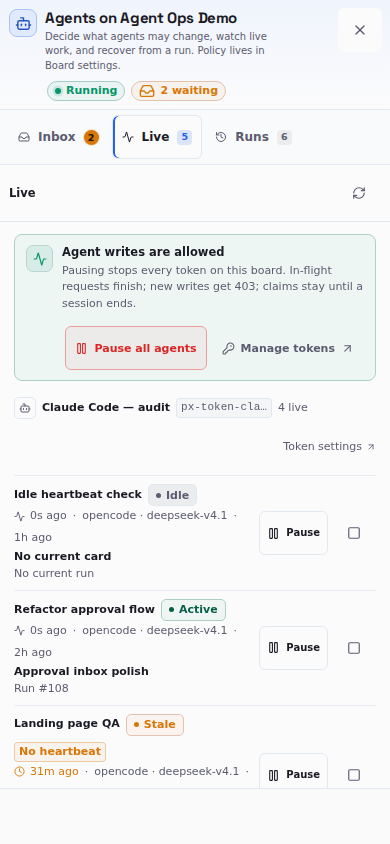 Agents on Agent Ops Demo
Decide what agents may change, watch live
work, and recover from a run. Policy lives in
Board settings.
Running 2 waiting
Inbox 2 Live 5 Runs 6
Live
Agent writes are allowed
Pausing stops every token on this board. In-flight
requests finish; new writes get 403; claims stay until a
session ends.
Pause all agents Manage tokens
Claude Code — audit px-token-cla… 4 live
Token settings
Idle heartbeat check Idle
0s ago · opencode · deepseek-v4.1 ·
1h ago
Pause
No current card
No current run
Refactor approval flow Active
0s ago · opencode · deepseek-v4.1 ·
2h ago
Pause
Approval inbox polish
Run #108
Landing page QA Stale
No heartbeat
31m ago · opencode · deepseek-v4.1 ·
Pause